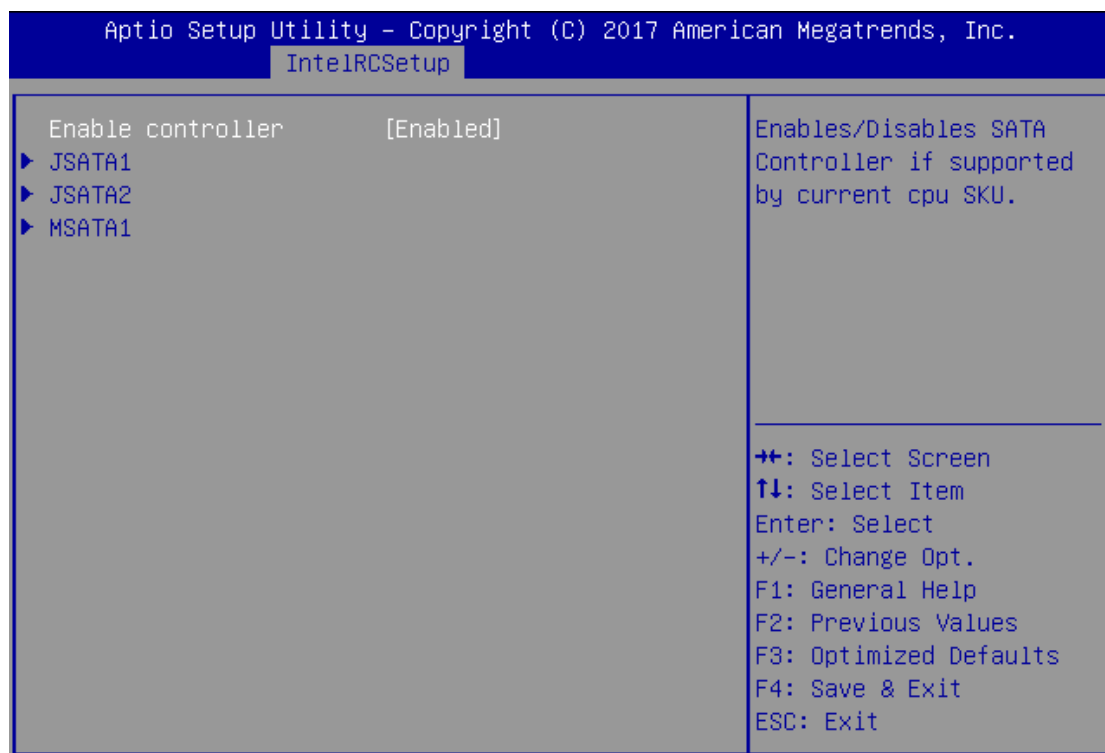 Aptio Setup Utility – Copyright (C) 2017 American Megatrends, Inc.
IntelRCSetup
Enable controller [Enabled]
▶ JSATA1
▶ JSATA2
▶ MSATA1
Enables/Disables SATA
Controller if supported
by current cpu SKU.
→←: Select Screen
↑↓: Select Item
Enter: Select
+/-: Change Opt.
F1: General Help
F2: Previous Values
F3: Optimized Defaults
F4: Save & Exit
ESC: Exit